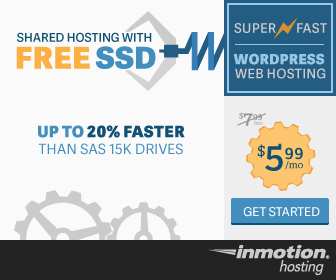 SHARED HOSTING WITH
FREE SSD
UP TO 20% FASTER
THAN SAS 15K DRIVES
SUPER FAST
WORDPRESS
WEB HOSTING
$7.99
/mo
$5.99
/mo
GET STARTED
inmotion
hosting